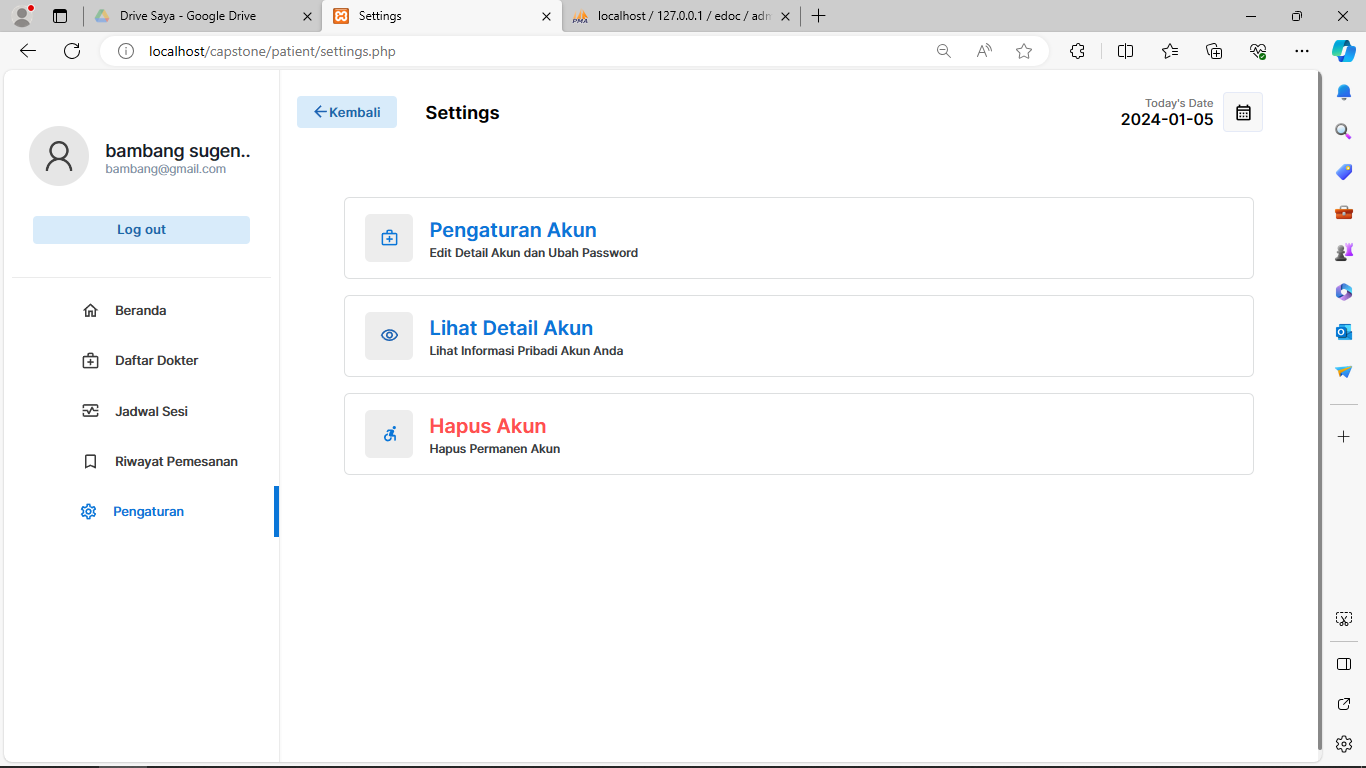 Drive Saya - Google Drive
Settings
PMA
localhost / 127.0.0.1 / edoc / adm
localhost/capstone/patient/settings.php
bambang sugen..
bambang@gmail.com
Log out
Beranda
Daftar Dokter
Jadwal Sesi
Riwayat Pemesanan
Pengaturan
Kembali
Settings
Today's Date
2024-01-05
Pengaturan Akun
Edit Detail Akun dan Ubah Password
Lihat Detail Akun
Lihat Informasi Pribadi Akun Anda
Hapus Akun
Hapus Permanen Akun